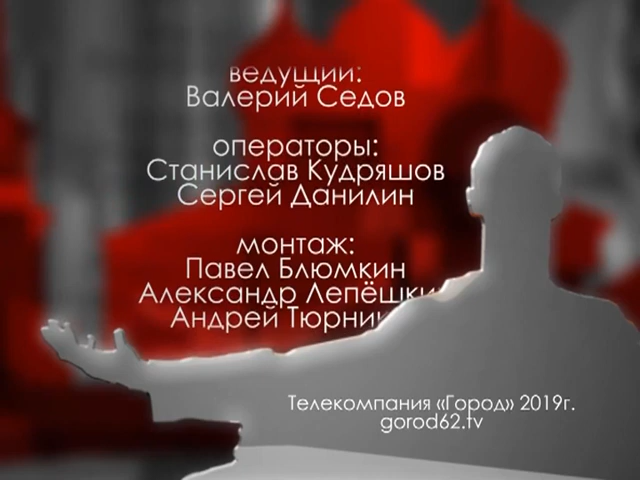 ведущий:
Валерий Седов
операторы:
Станислав Кудряшов
Сергей Данилин
монтаж:
Павел Блюмкин
Александр
Андрей
Телекомпания «Город» 2019г.
gorod62.tv